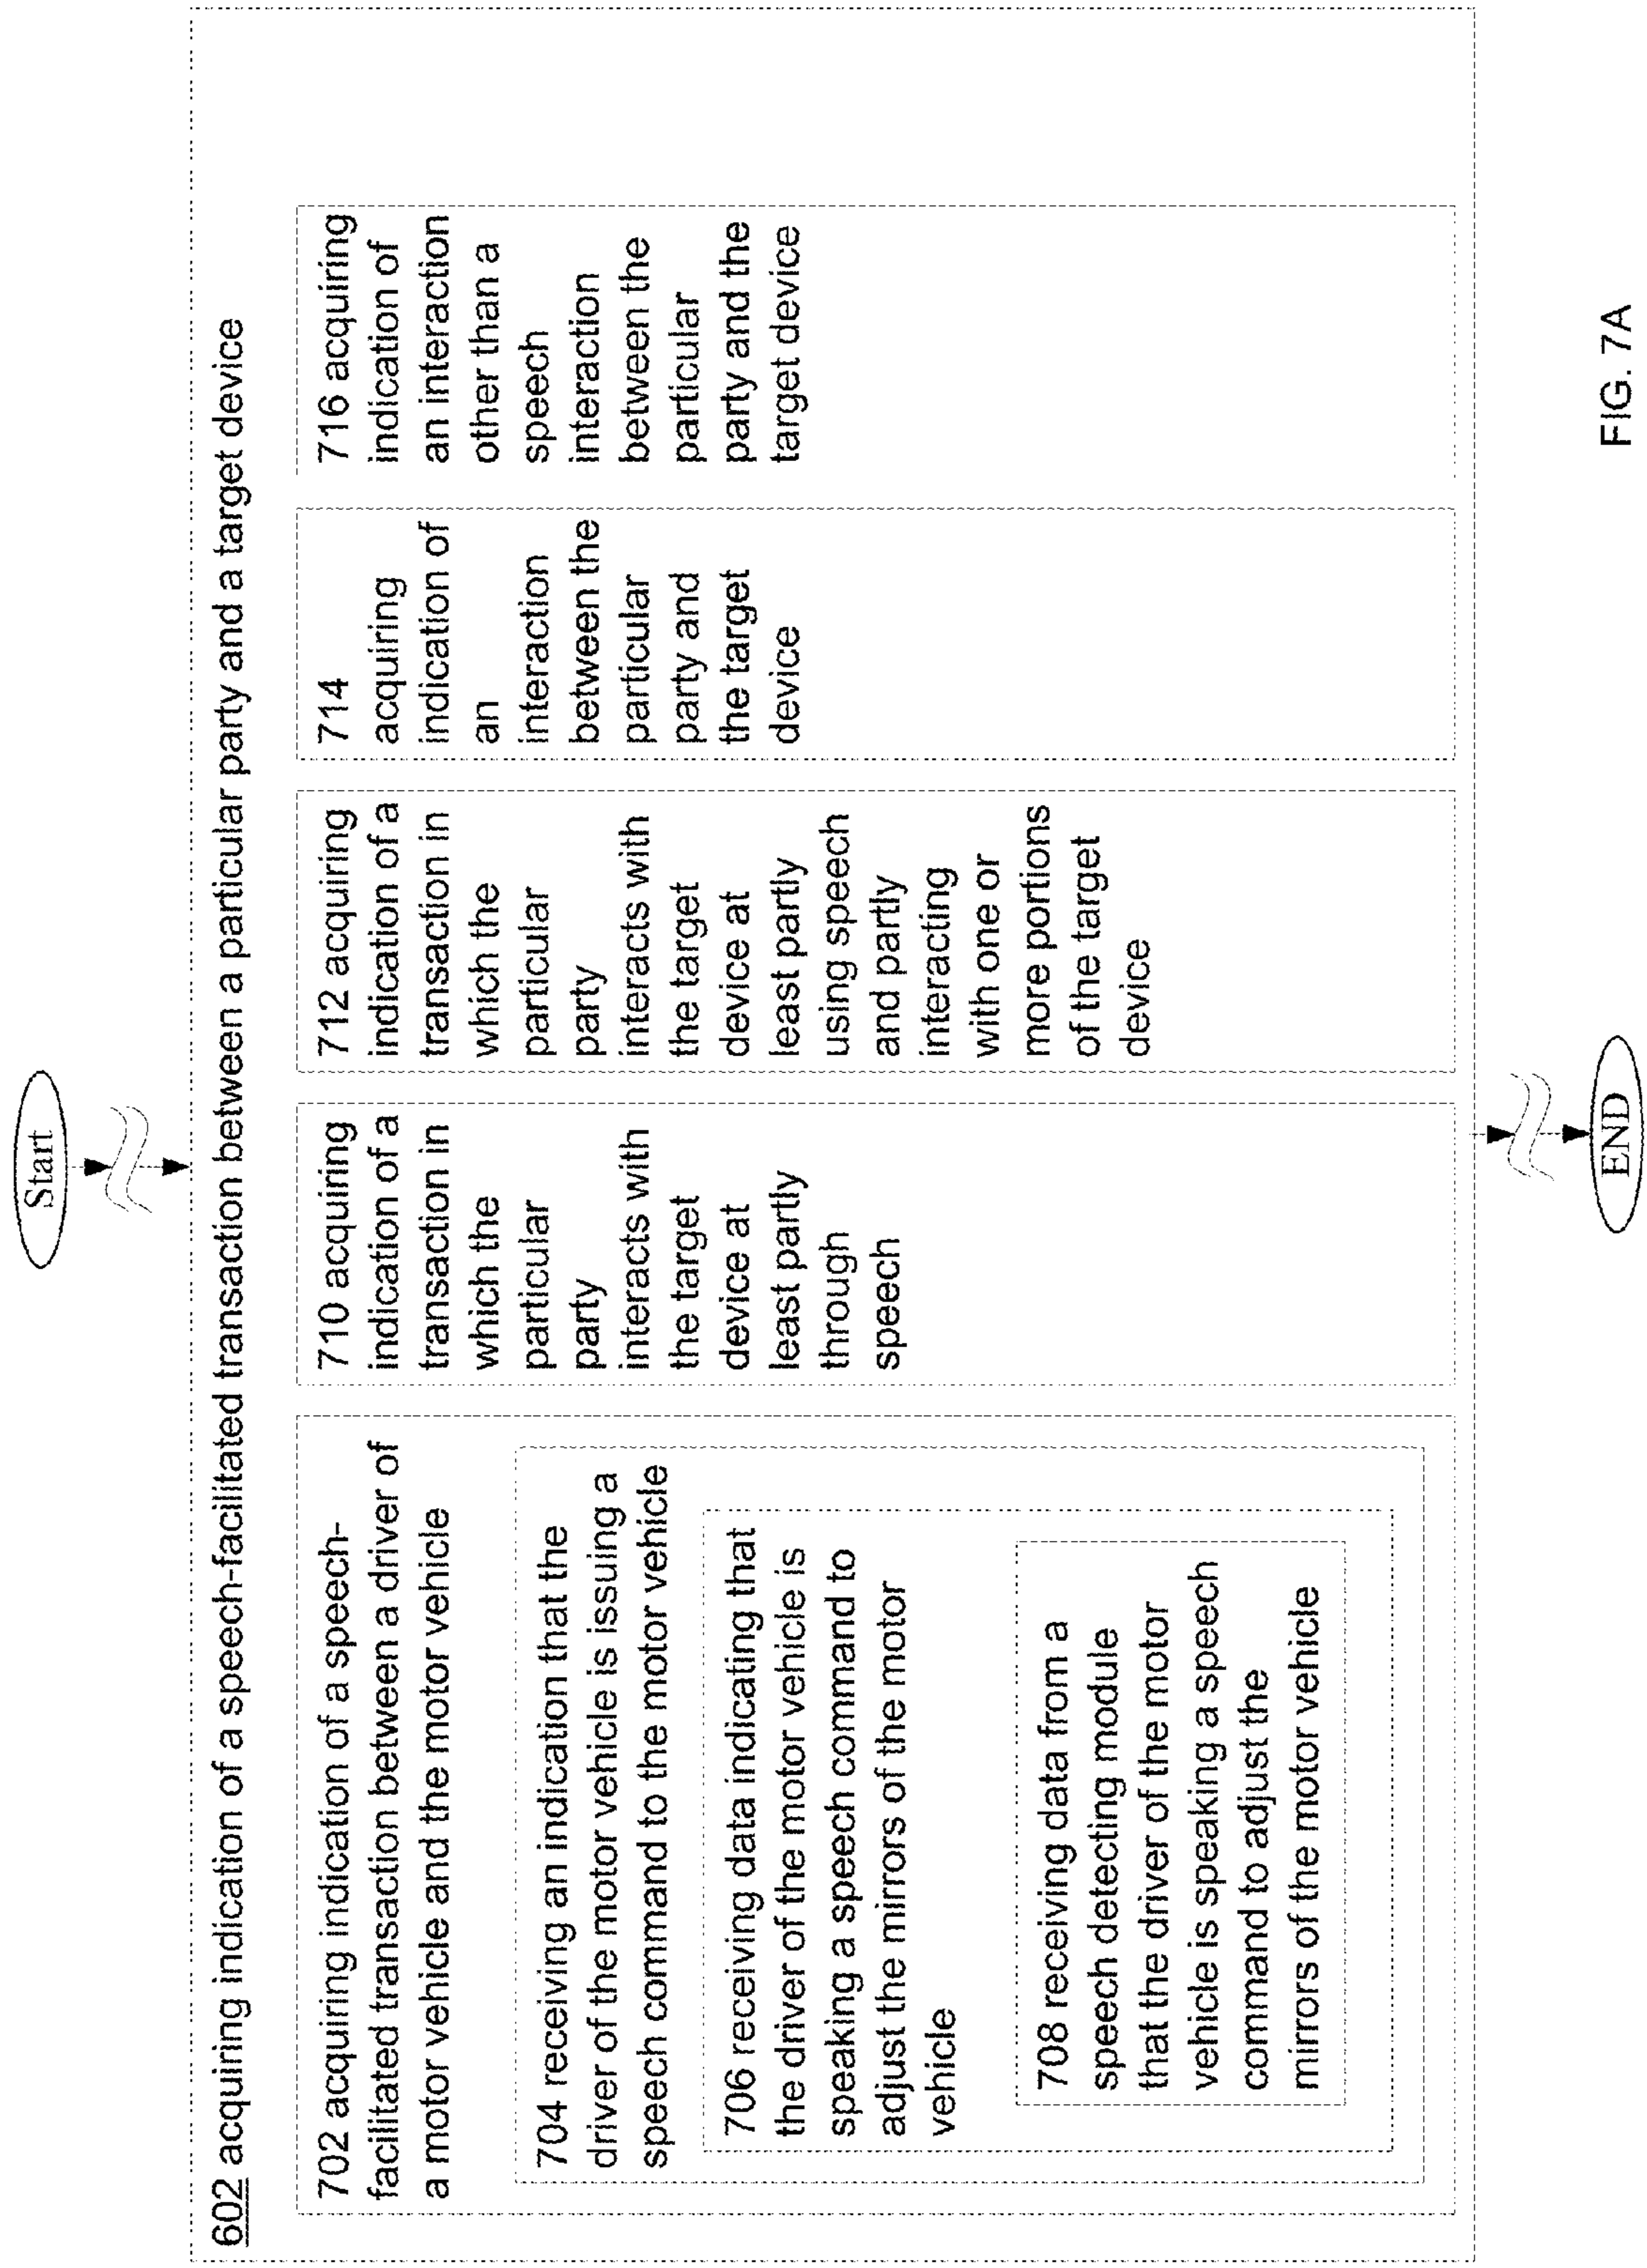 Start
602 acquiring indication of a speech-facilitated transaction between a particular party and a target device
702 acquiring indication of a speech-
facilitated transaction between a driver of
a motor vehicle and the motor vehicle
704 receiving an indication that the
driver of the motor vehicle is issuing a
speech command to the motor vehicle
706 receiving data indicating that
the driver of the motor vehicle is
speaking a speech command to
adjust the mirrors of the motor
vehicle
708 receiving data from a
speech detecting module
that the driver of the motor
vehicle is speaking a speech
command to adjust the
mirrors of the motor vehicle
710 acquiring
indication of a
transaction in
which the
particular
party
interacts with
the target
device at
least partly
through
speech
712 acquiring
indication of a
transaction in
which the
particular
party
interacts with
the target
device at
least partly
using speech
and partly
interacting
with one or
more portions
of the target
device
714
acquiring
indication of
an
interaction
between the
particular
party and
the target
device
716 acquiring
indication of
an interaction
other than a
speech
interaction
between the
particular
party and the
target device
END
FIG. 7A